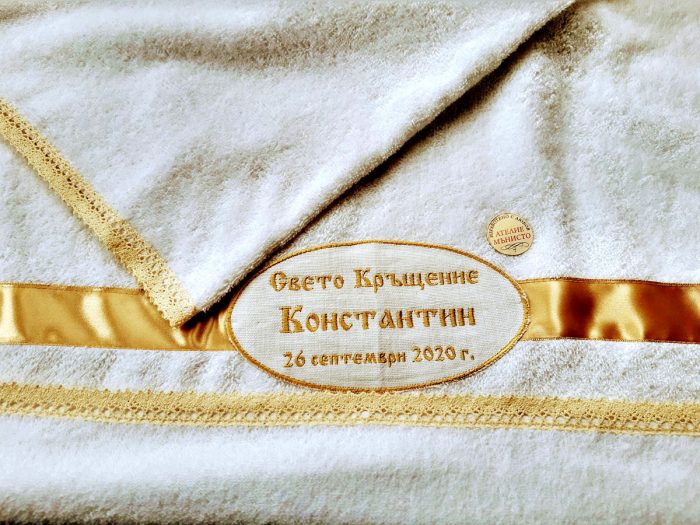 Свето Кръщение
Константин
26 септември 2020 г.
АТЕЛИЕ
МЪНИСТО